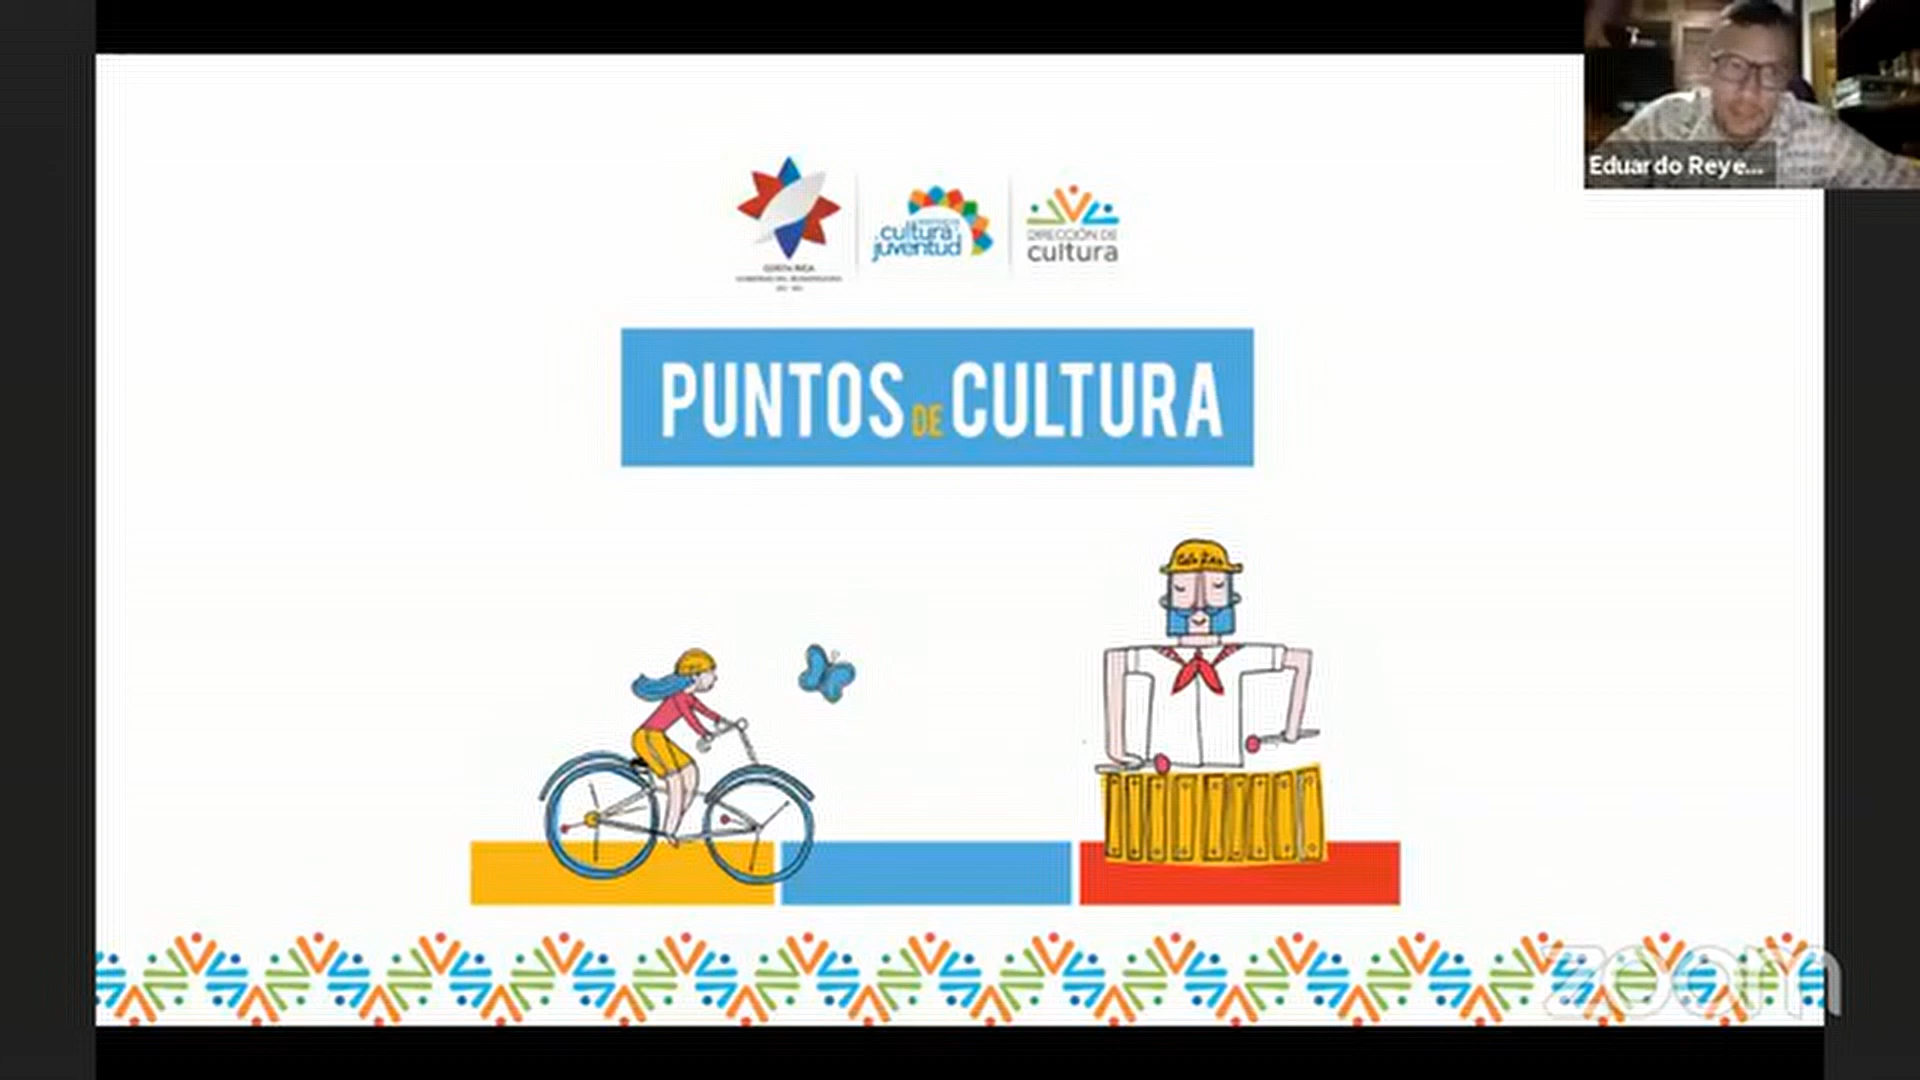 Eduardo Reye...
COSTA RICA
cultura
juventud
DIRECCIÓN DE
cultura
PUNTOS DE CULTURA
zoom